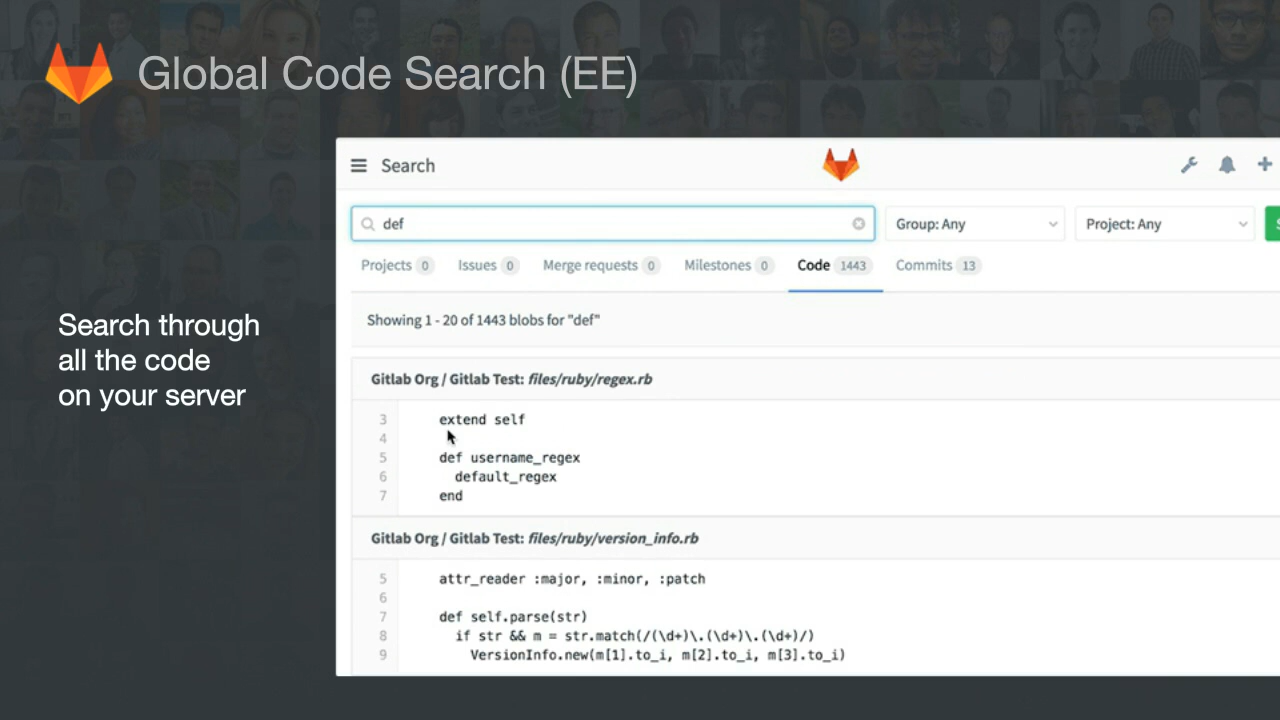 Global Code Search (EE)
Search
def
Group: Any
Project: Any
Projects 0 Issues 0 Merge requests 0 Milestones 0 Code 1443 Commits 13
Showing 1 - 20 of 1443 blobs for "def"
Search through
all the code
on your server
Gitlab Org / Gitlab Test: files/ruby/regex.rb
3 extend self
4
5 def username_regex
6 default_regex
7 end
Gitlab Org / Gitlab Test: files/ruby/version_info.rb
5 attr_reader :major, :minor, :patch
6
7 def self.parse(str)
8 if str && m = str.match(/(\d+)\.(\d+)\.(\d+)/)
9 VersionInfo.new(m[1].to_i, m[2].to_i, m[3].to_i)